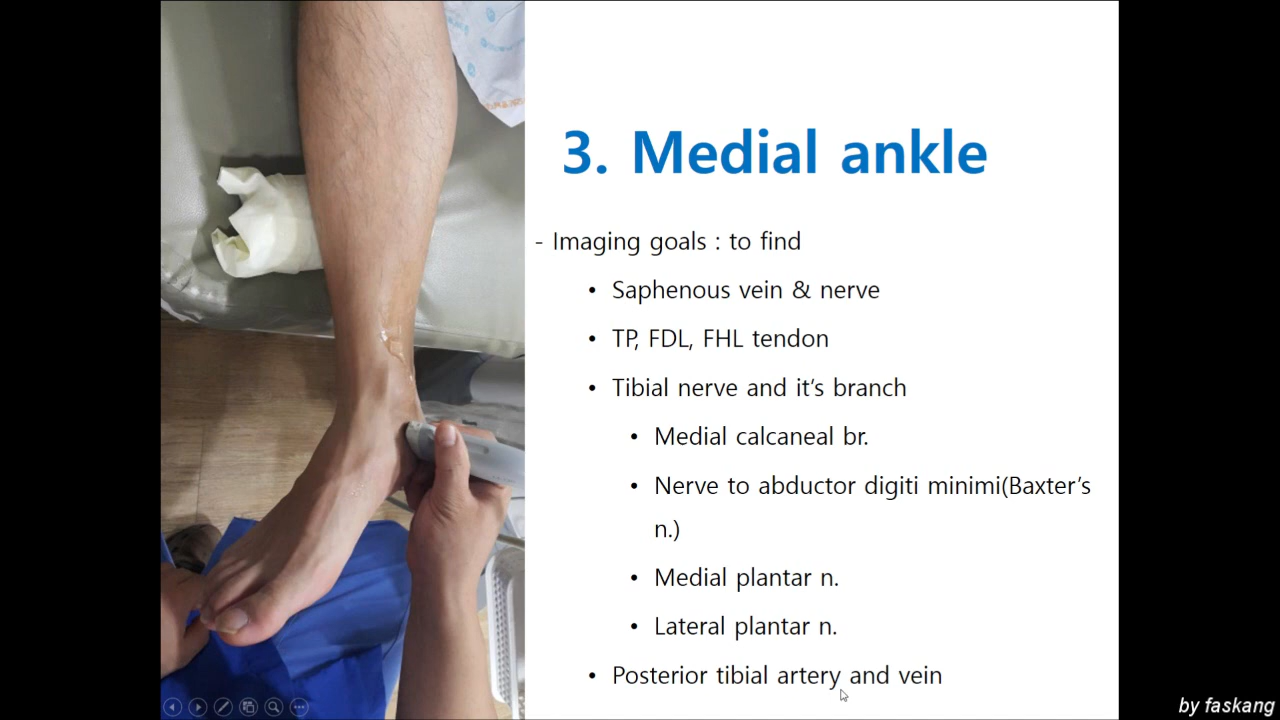 3. Medial ankle
- Imaging goals : to find
• Saphenous vein & nerve
• TP, FDL, FHL tendon
• Tibial nerve and it's branch
• Medial calcaneal br.
• Nerve to abductor digiti minimi(Baxter's
n.)
• Medial plantar n.
• Lateral plantar n.
• Posterior tibial artery and vein
by faskang